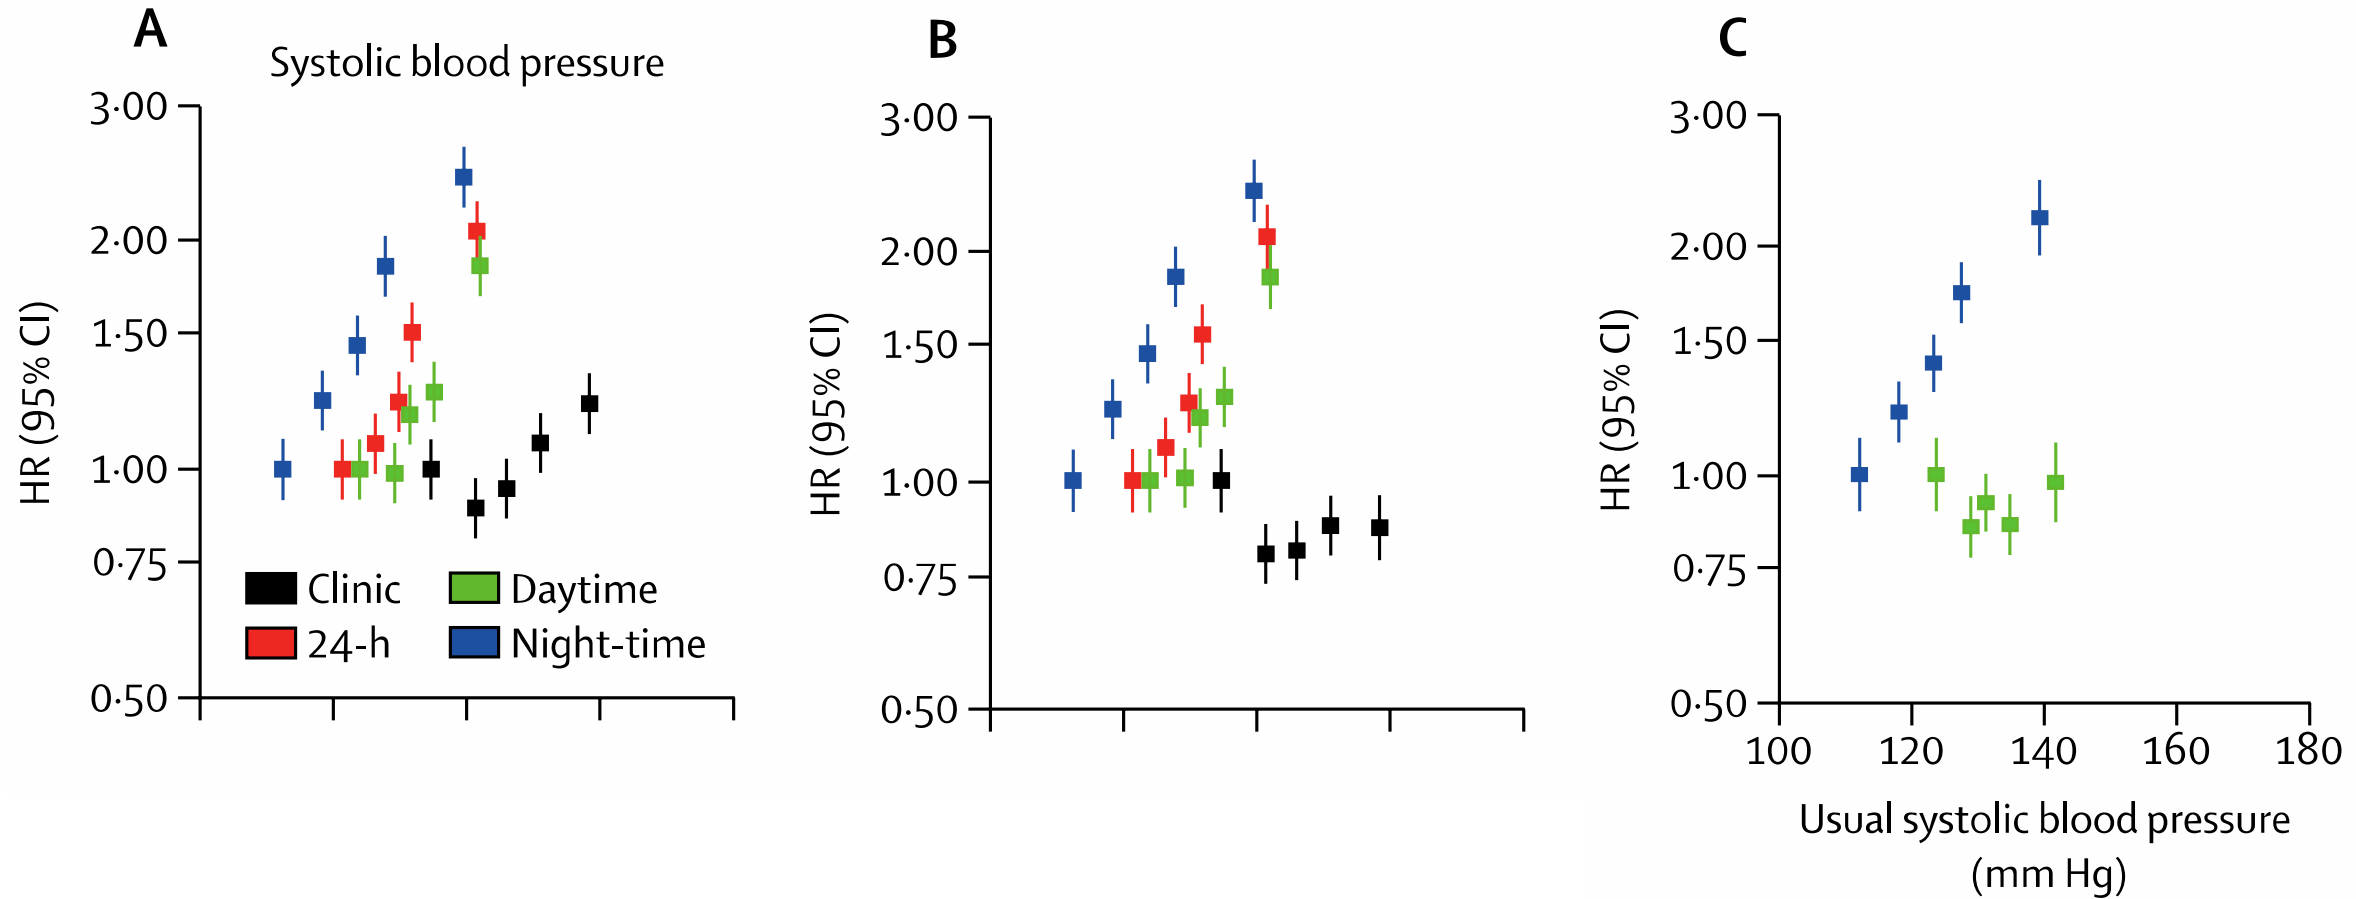 A
Systolic blood pressure
HR (95% CI)
3·00
2·00
1·50
1·00
0·75
0·50
Clinic
Daytime
24-h
Night-time
B
HR (95% CI)
3·00
2·00
1·50
1·00
0·75
0·50
C
HR (95% CI)
3·00
2·00
1·50
1·00
0·75
0·50
100 120 140 160 180
Usual systolic blood pressure
(mm Hg)